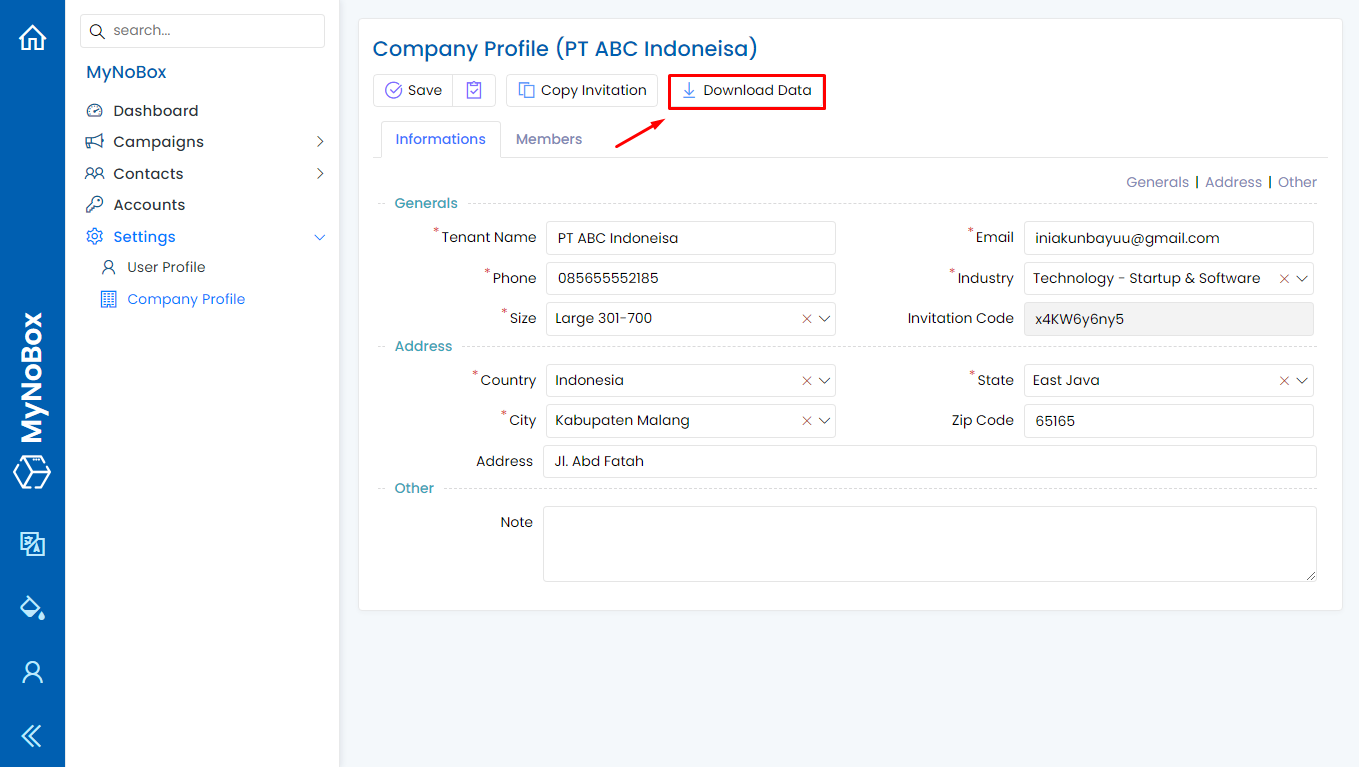 MyNoBox
search...
MyNoBox
Dashboard
Campaigns
Contacts
Accounts
Settings
User Profile
Company Profile
Company Profile (PT ABC Indoneisa)
Save
Copy Invitation
Download Data
Informations
Members
Generals | Address | Other
Generals
*Tenant Name PT ABC Indoneisa
*Email iniakunbayuu@gmail.com
*Phone 085655552185
*Industry Technology - Startup & Software
*Size Large 301-700
Invitation Code x4KW6y6ny5
Address
*Country Indonesia
*State East Java
*City Kabupaten Malang
Zip Code 65165
Address Jl. Abd Fatah
Other
Note